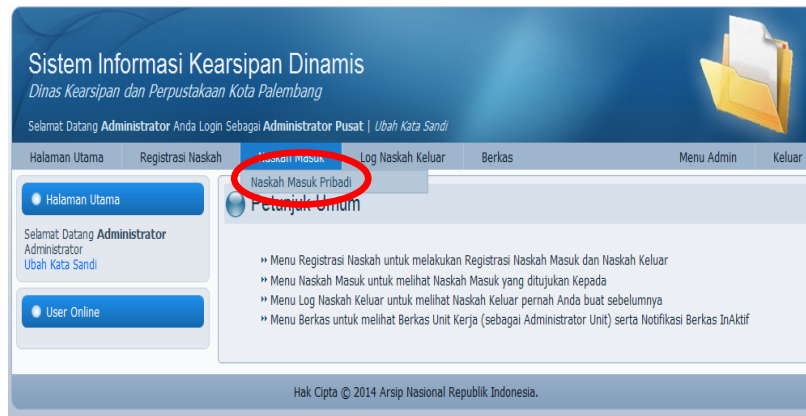 Sistem Informasi Kearsipan Dinamis
Dinas Kearsipan dan Perpustakaan Kota Palembang
Selamat Datang Administrator Anda Login Sebagai Administrator Pusat | Ubah Kata Sandi
Halaman Utama Registrasi Naskah Naskah Masuk Log Naskah Keluar Berkas Menu Admin Keluar
Naskah Masuk Pribadi
Halaman Utama
Petunjuk Umum
Selamat Datang Administrator
Administrator
Ubah Kata Sandi
User Online
» Menu Registrasi Naskah untuk melakukan Registrasi Naskah Masuk dan Naskah Keluar
» Menu Naskah Masuk untuk melihat Naskah Masuk yang ditujukan Kepada
» Menu Log Naskah Keluar untuk melihat Naskah Keluar pernah Anda buat sebelumnya
» Menu Berkas untuk melihat Berkas Unit Kerja (sebagai Administrator Unit) serta Notifikasi Berkas InAktif
Hak Cipta © 2014 Arsip Nasional Republik Indonesia.